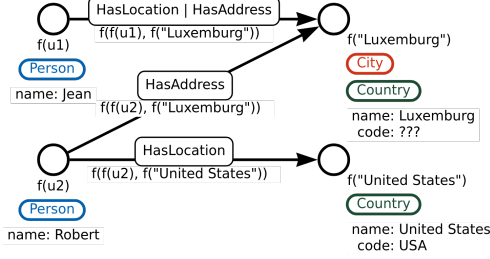 HasLocation | HasAddress
f(f(u1), f("Luxemburg"))
f(u1)
Person
name: Jean
f("Luxemburg")
City
Country
name: Luxemburg
code: ???
HasAddress
f(f(u2), f("Luxemburg"))
HasLocation
f(f(u2), f("United States"))
f(u2)
Person
name: Robert
f("United States")
Country
name: United States
code: USA